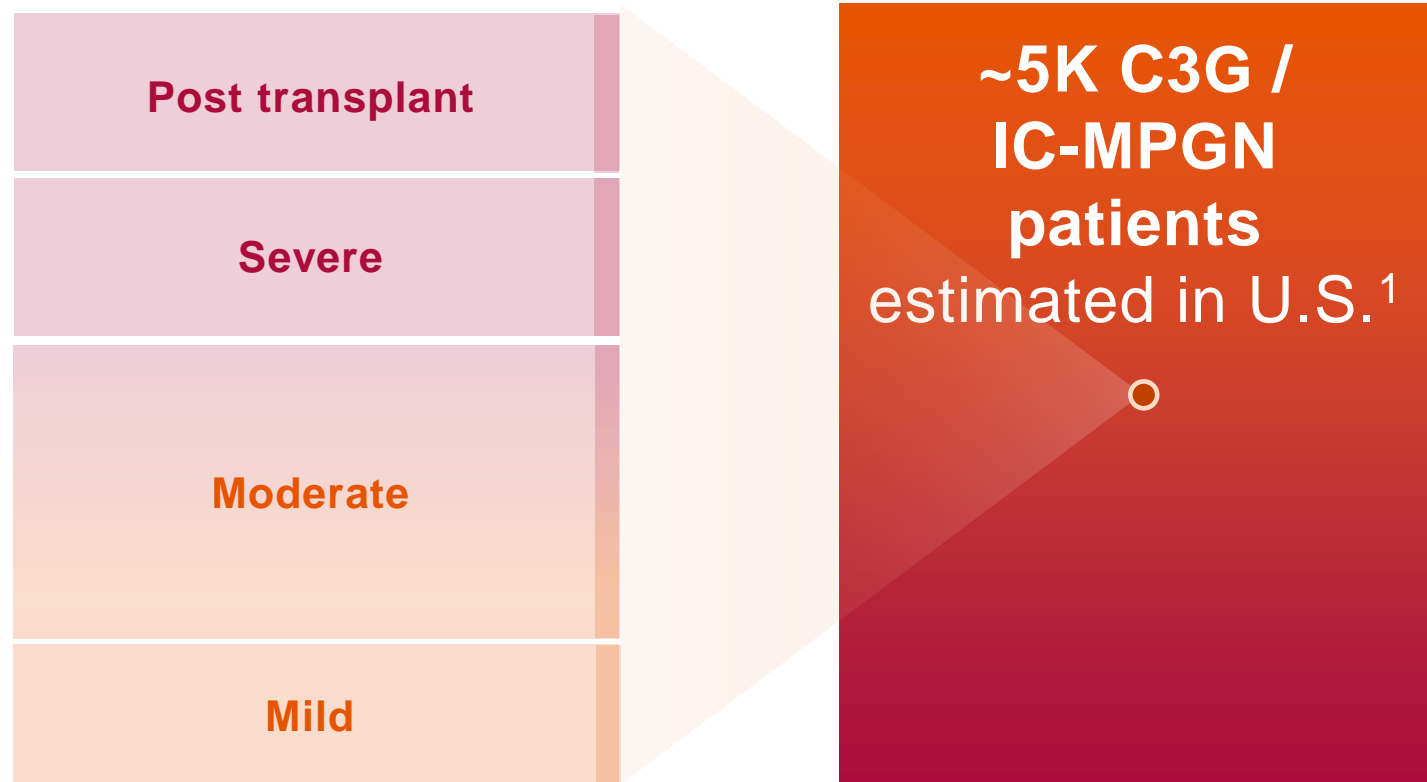 Post transplant
Severe
Moderate
Mild
~5K C3G /
IC-MPGN
patients
estimated in U.S.¹